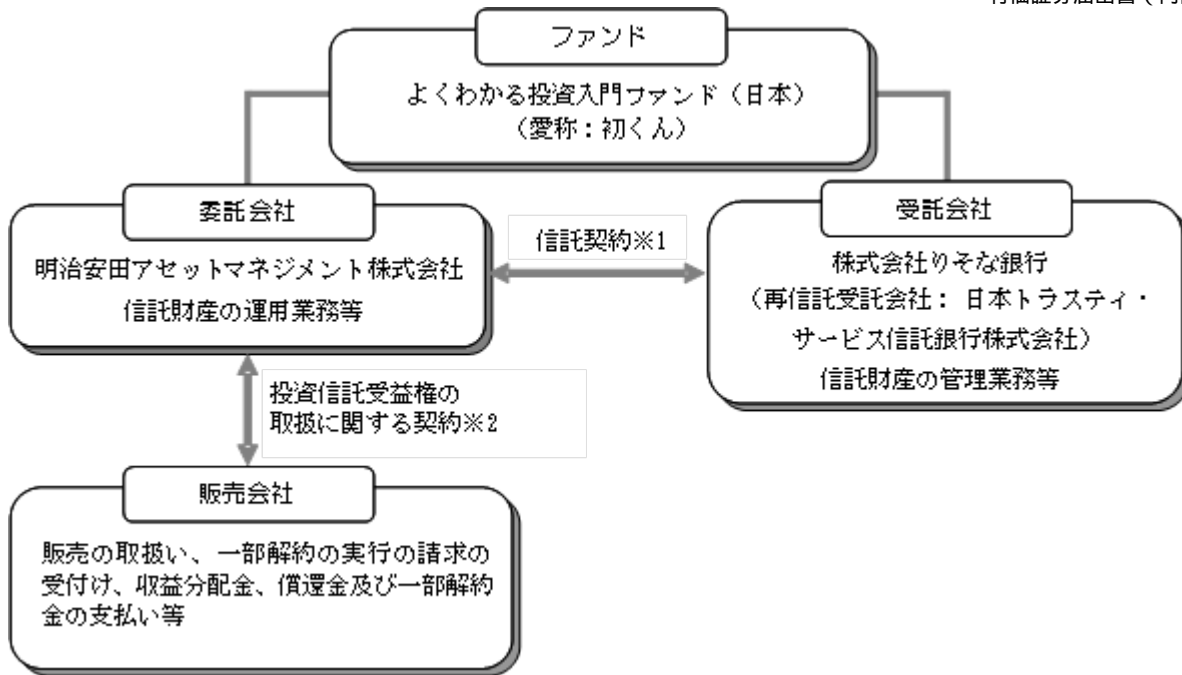 ファンド
よくわかる投資入門ファンド（日本）
（愛称：初くん）
委託会社
明治安田アセットマネジメント株式会社
信託財産の運用業務等
信託契約※1
受託会社
株式会社りそな銀行
（再信託受託会社： 日本トラスティ・
サービス信託銀行株式会社）
信託財産の管理業務等
投資信託受益権の
取扱に関する契約※2
販売会社
販売の取扱い、一部解約の実行の請求の
受付け、収益分配金、償還金及び一部解約
金の支払い等